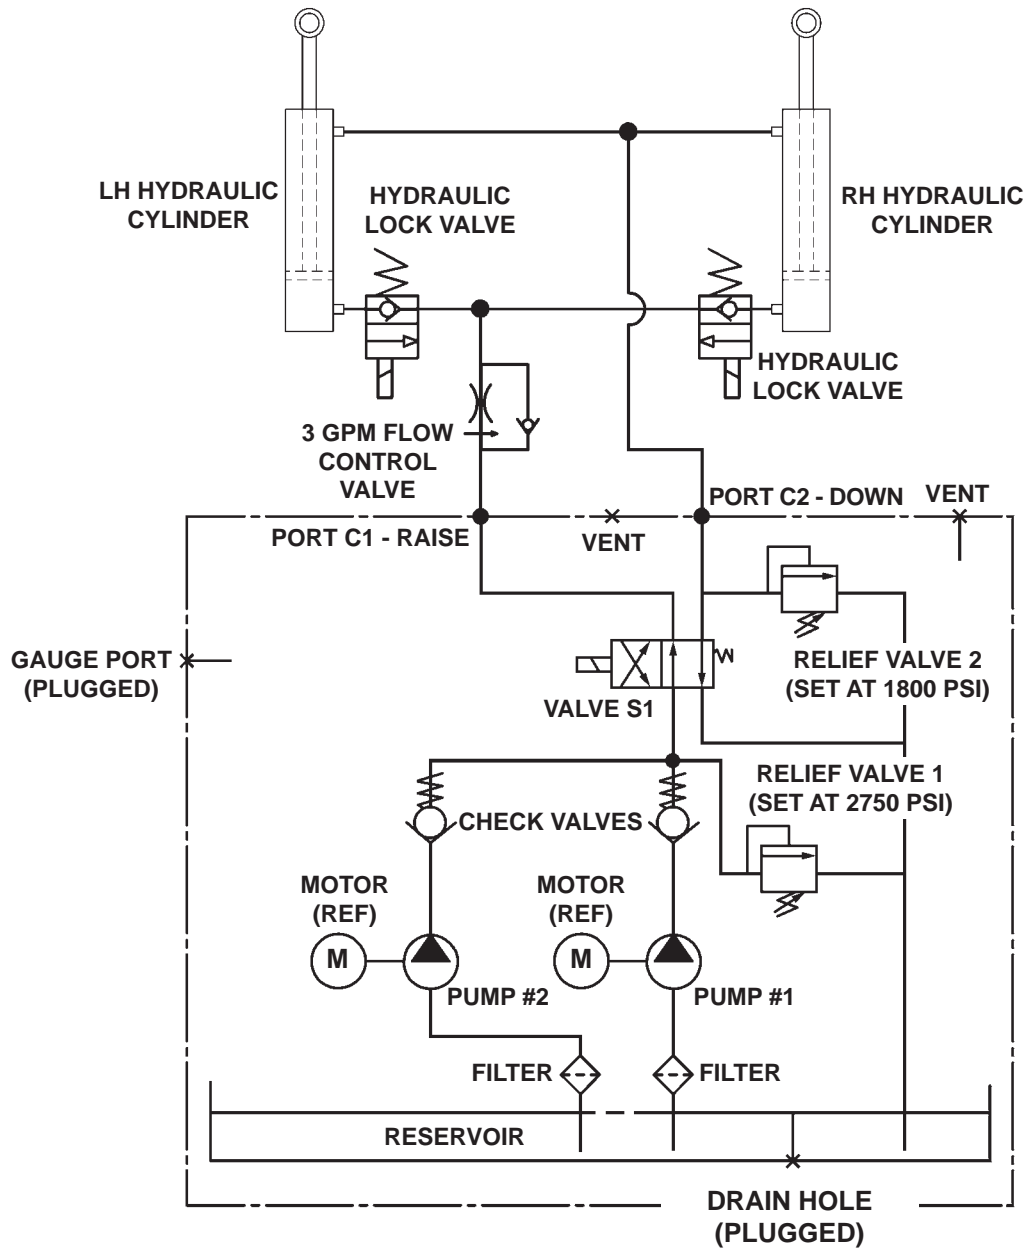 LH HYDRAULIC
CYLINDER
HYDRAULIC
LOCK VALVE
RH HYDRAULIC
CYLINDER
HYDRAULIC
LOCK VALVE
3 GPM FLOW
CONTROL
VALVE
PORT C1 - RAISE
VENT
PORT C2 - DOWN
VENT
GAUGE PORT
(PLUGGED)
VALVE S1
RELIEF VALVE 2
(SET AT 1800 PSI)
RELIEF VALVE 1
(SET AT 2750 PSI)
CHECK VALVES
MOTOR
(REF)
M
PUMP #2
MOTOR
(REF)
M
PUMP #1
FILTER
FILTER
RESERVOIR
DRAIN HOLE
(PLUGGED)